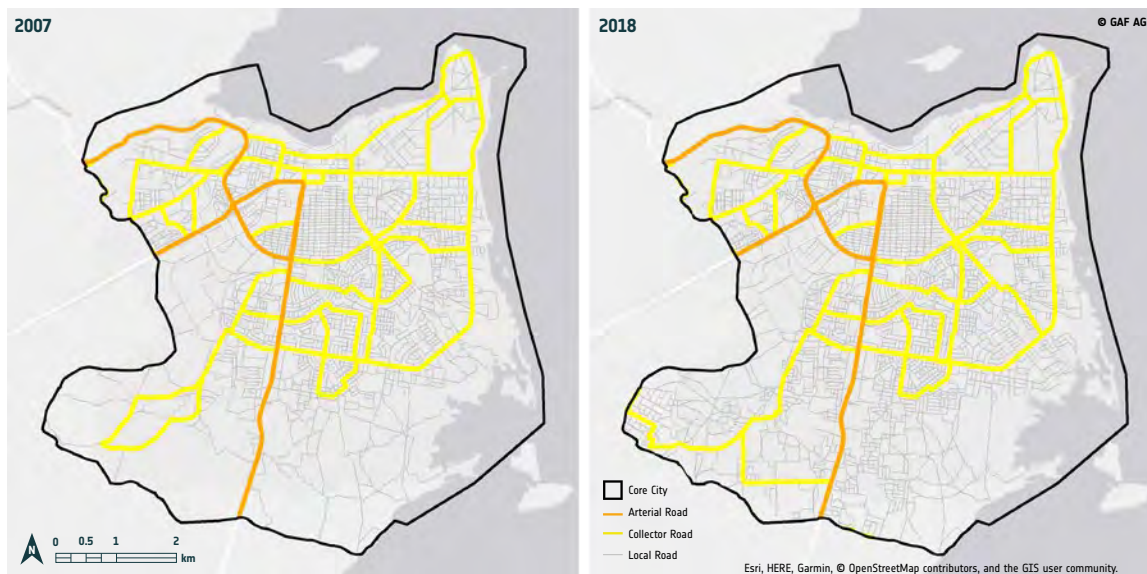 2007
2018
© GAF AG
Core City
Arterial Road
Collector Road
Local Road
N
0 0.5 1 2
km
Esri, HERE, Garmin, © OpenStreetMap contributors, and the GIS user community.